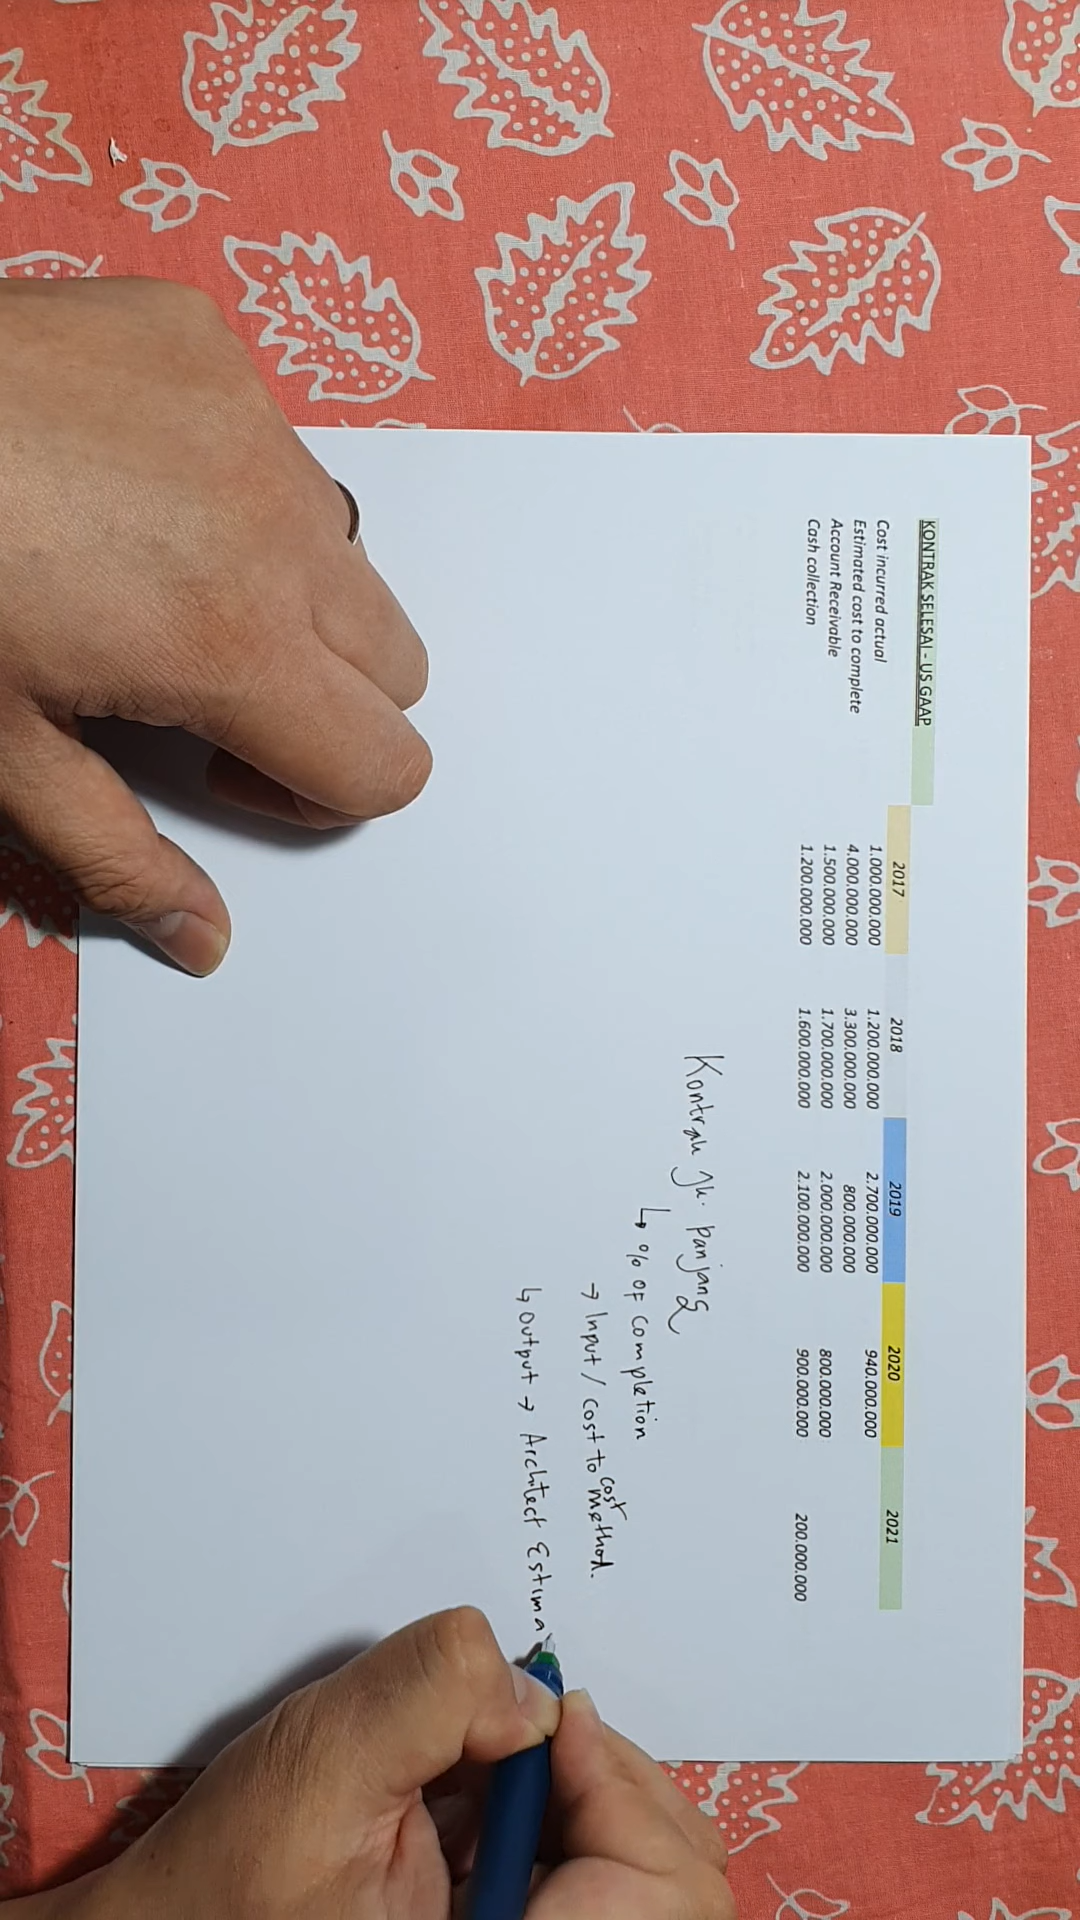 KONTRAK SELESAI - US GAAP
2017 2018 2019 2020 2021
Cost incurred actual 1.000.000.000 1.200.000.000 2.700.000.000 940.000.000
Estimated cost to complete 4.000.000.000 3.300.000.000 800.000.000
Account Receivable 1.500.000.000 1.700.000.000 2.000.000.000 800.000.000
Cash collection 1.200.000.000 1.600.000.000 2.100.000.000 900.000.000 200.000.000
Kontrak Jk. panjang
↳ % OF completion
→ Input / cost to cost method.
↳ Output → Architect Estima